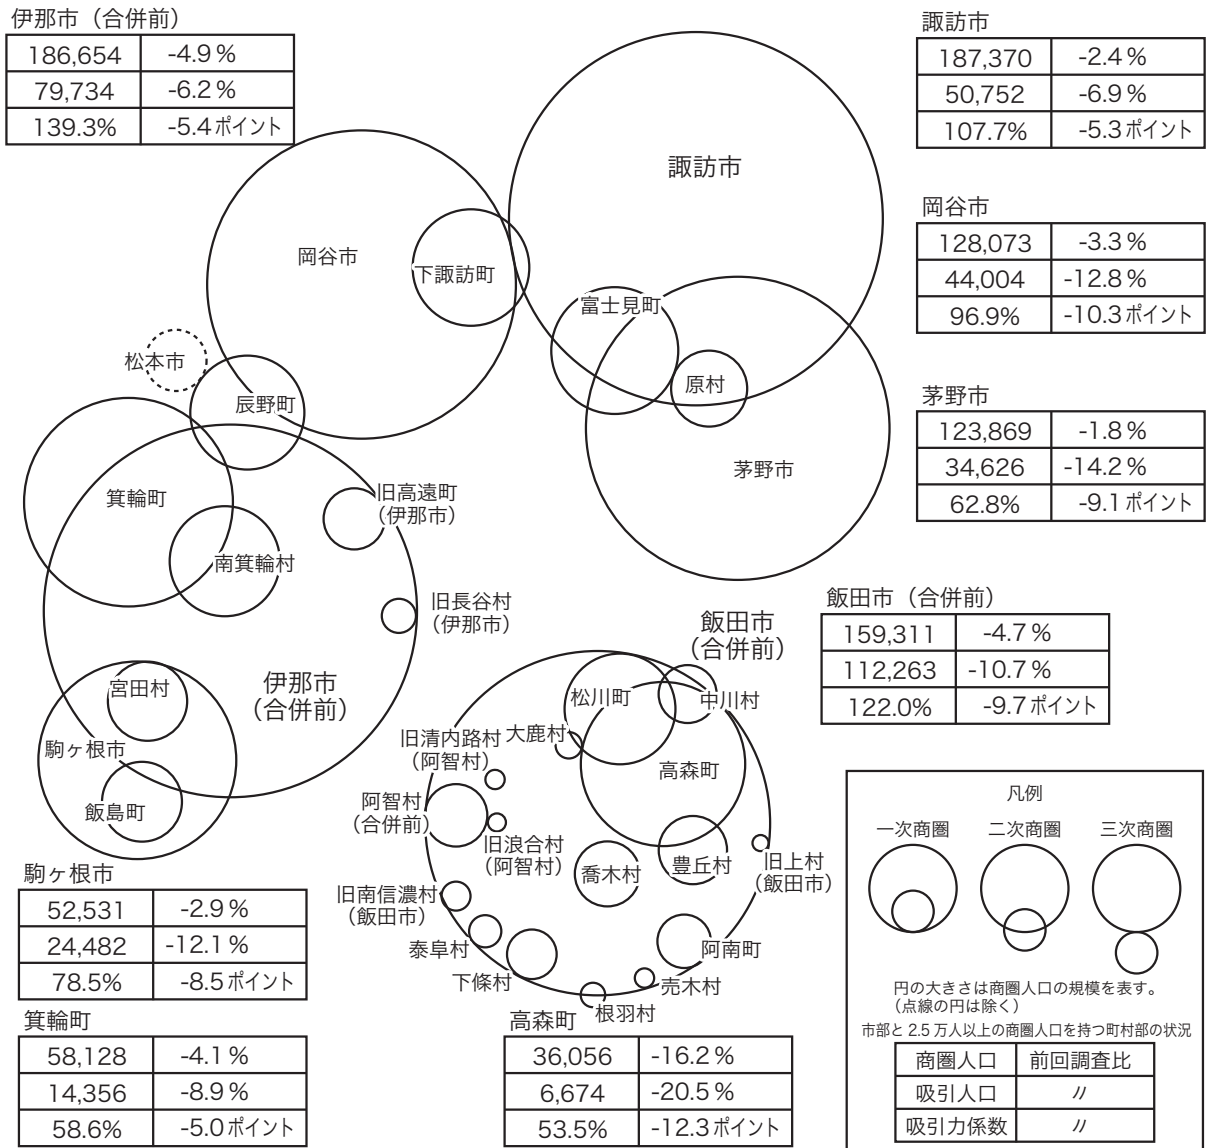 伊那市（合併前）
186,654 -4.9％
79,734 -6.2％
139.3% -5.4ポイント
諏訪市
187,370 -2.4％
50,752 -6.9％
107.7% -5.3ポイント
岡谷市
128,073 -3.3％
44,004 -12.8％
96.9% -10.3ポイント
茅野市
123,869 -1.8％
34,626 -14.2％
62.8% -9.1ポイント
諏訪市
岡谷市
下諏訪町
富士見町
原村
茅野市
松本市
辰野町
箕輪町
旧高遠町
（伊那市）
南箕輪村
旧長谷村
（伊那市）
伊那市
（合併前）
宮田村
駒ヶ根市
飯島町
飯田市（合併前）
159,311 -4.7％
112,263 -10.7％
122.0% -9.7ポイント
飯田市
（合併前）
松川町
中川村
大鹿村
旧清内路村
（阿智村）
高森町
阿智村
（合併前）
旧浪合村
（阿智村）
喬木村
豊丘村
旧上村
（飯田市）
旧南信濃村
（飯田市）
泰阜村
下條村
阿南町
売木村
根羽村
駒ヶ根市
52,531 -2.9％
24,482 -12.1％
78.5% -8.5ポイント
箕輪町
58,128 -4.1％
14,356 -8.9％
58.6% -5.0ポイント
高森町
36,056 -16.2％
6,674 -20.5％
53.5% -12.3ポイント
凡例
一次商圏 二次商圏 三次商圏
円の大きさは商圏人口の規模を表す。
（点線の円は除く）
市部と2.5万人以上の商圏人口を持つ町村部の状況
商圏人口 前回調査比
吸引人口 〃
吸引力係数 〃